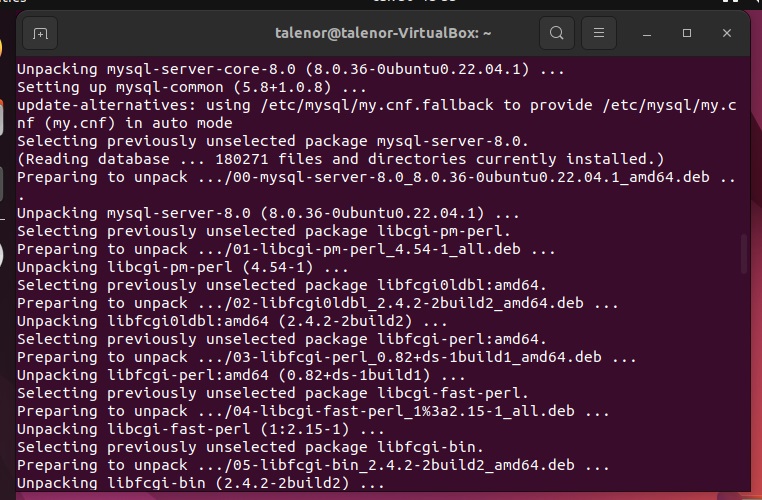 talenor@talenor-VirtualBox: ~
Unpacking mysql-server-core-8.0 (8.0.36-0ubuntu0.22.04.1) ...
Setting up mysql-common (5.8+1.0.8) ...
update-alternatives: using /etc/mysql/my.cnf.fallback to provide /etc/mysql/my.c
nf (my.cnf) in auto mode
Selecting previously unselected package mysql-server-8.0.
(Reading database ... 180271 files and directories currently installed.)
Preparing to unpack .../00-mysql-server-8.0_8.0.36-0ubuntu0.22.04.1_amd64.deb ..
.
Unpacking mysql-server-8.0 (8.0.36-0ubuntu0.22.04.1) ...
Selecting previously unselected package libcgi-pm-perl.
Preparing to unpack .../01-libcgi-pm-perl_4.54-1_all.deb ...
Unpacking libcgi-pm-perl (4.54-1) ...
Selecting previously unselected package libfcgi0ldbl:amd64.
Preparing to unpack .../02-libfcgi0ldbl_2.4.2-2build2_amd64.deb ...
Unpacking libfcgi0ldbl:amd64 (2.4.2-2build2) ...
Selecting previously unselected package libfcgi-perl:amd64.
Preparing to unpack .../03-libfcgi-perl_0.82+ds-1build1_amd64.deb ...
Unpacking libfcgi-perl:amd64 (0.82+ds-1build1) ...
Selecting previously unselected package libcgi-fast-perl.
Preparing to unpack .../04-libcgi-fast-perl_1%3a2.15-1_all.deb ...
Unpacking libcgi-fast-perl (1:2.15-1) ...
Selecting previously unselected package libfcgi-bin.
Preparing to unpack .../05-libfcgi-bin_2.4.2-2build2_amd64.deb ...
Unpacking libfcgi-bin (2.4.2-2build2) ...